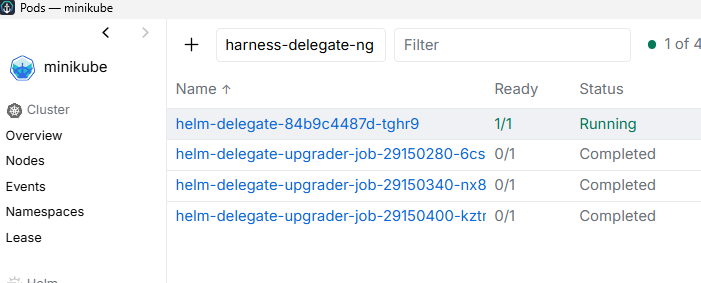 Pods — minikube
minikube
Cluster
Overview
Nodes
Events
Namespaces
Lease
harness-delegate-ng
Filter
1 of 4
Name ↑ Ready Status
helm-delegate-84b9c4487d-tghr9 1/1 Running
helm-delegate-upgrader-job-29150280-6cs 0/1 Completed
helm-delegate-upgrader-job-29150340-nx8 0/1 Completed
helm-delegate-upgrader-job-29150400-kztr 0/1 Completed